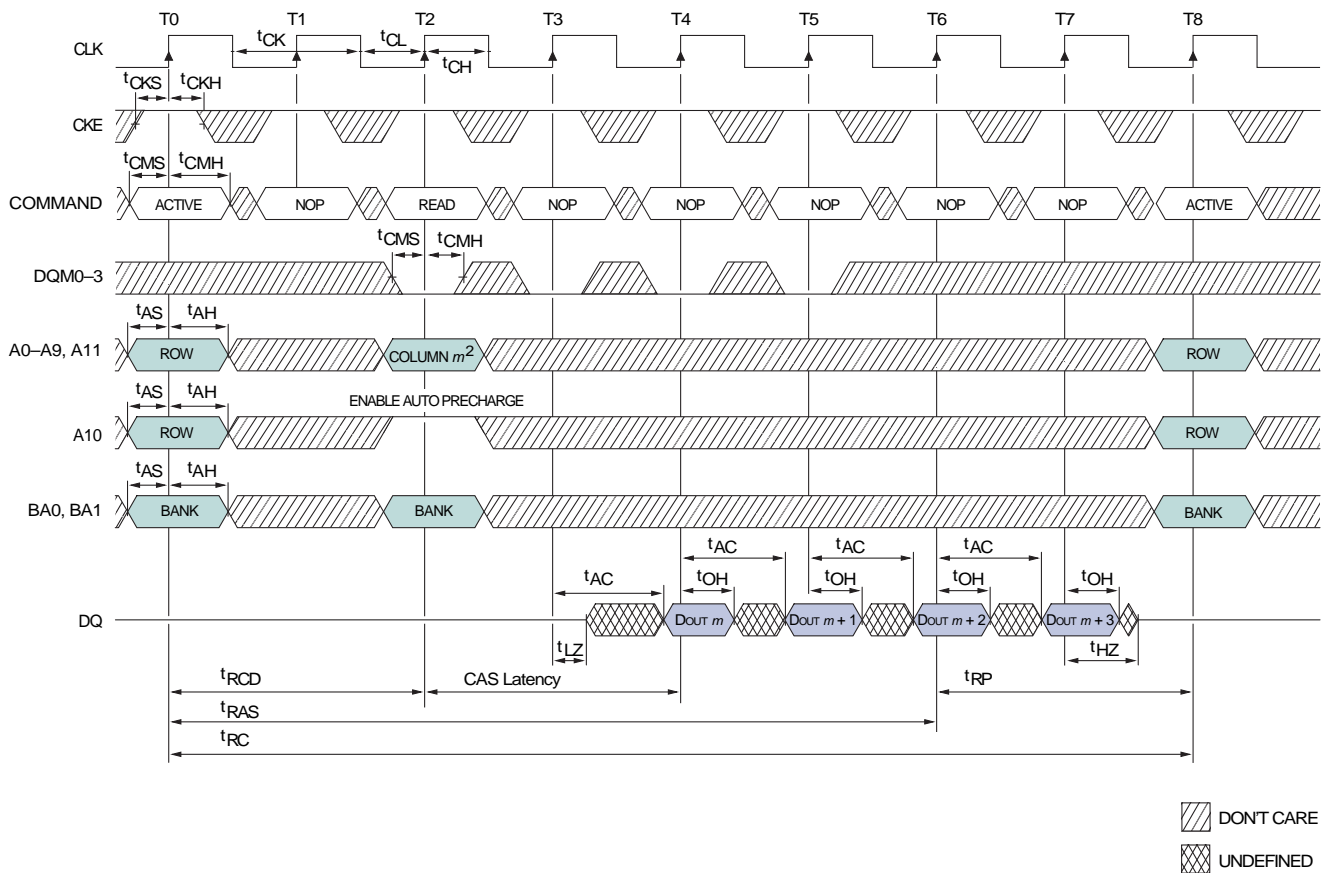 T0 T1 T2 T3 T4 T5 T6 T7 T8
CLK
tCK tCL
tCH
tCKS tCKH
CKE
tCMS tCMH
COMMAND ACTIVE NOP READ NOP NOP NOP NOP NOP ACTIVE
tCMS tCMH
DQM0–3
tAS tAH
A0–A9, A11 ROW COLUMN m2 ROW
tAS tAH ENABLE AUTO PRECHARGE
A10 ROW ROW
tAS tAH
BA0, BA1 BANK BANK BANK
tAC tAC tAC
tAC tOH tOH tOH tOH
DQ DOUT m DOUT m + 1 DOUT m + 2 DOUT m + 3
tLZ tHZ
tRCD CAS Latency tRP
tRAS
tRC
DON'T CARE
UNDEFINED